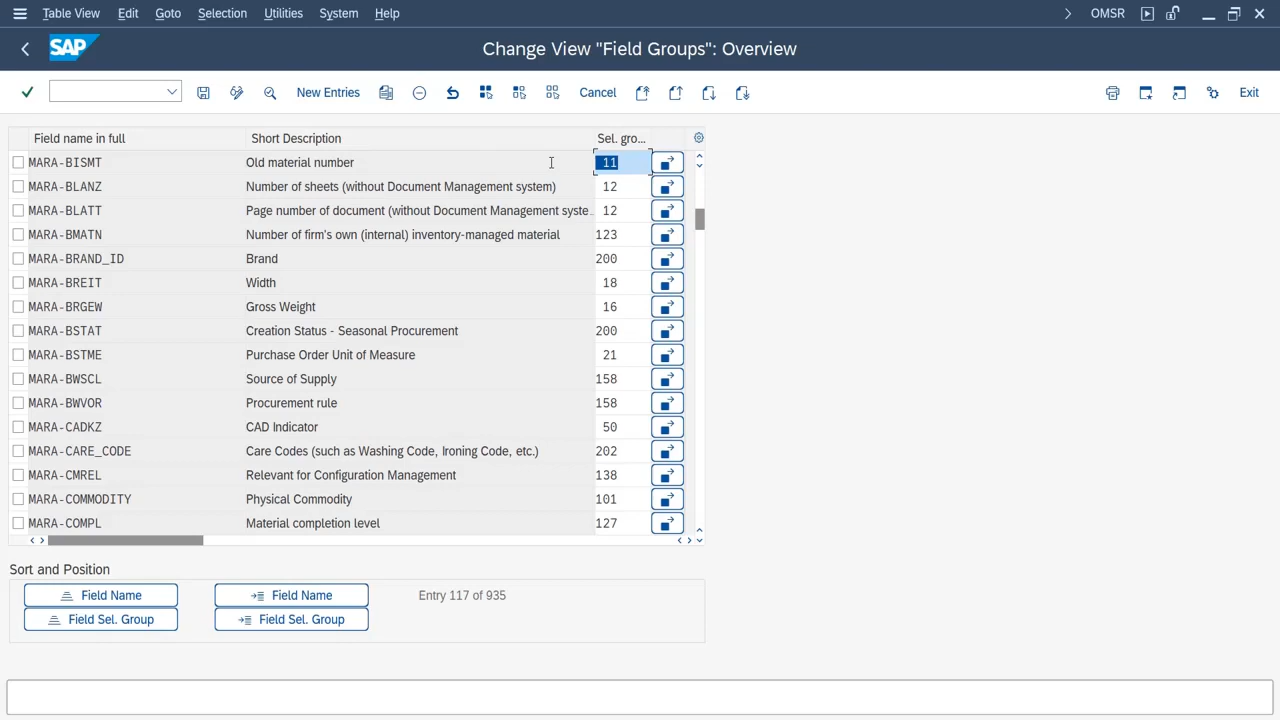 Table View Edit Goto Selection Utilities System Help OMSR
SAP Change View "Field Groups": Overview
New Entries Cancel Exit
Field name in full Short Description Sel. gro...
MARA-BISMT Old material number 11
MARA-BLANZ Number of sheets (without Document Management system) 12
MARA-BLATT Page number of document (without Document Management syste.. 12
MARA-BMATN Number of firm's own (internal) inventory-managed material 123
MARA-BRAND_ID Brand 200
MARA-BREIT Width 18
MARA-BRGEW Gross Weight 16
MARA-BSTAT Creation Status - Seasonal Procurement 200
MARA-BSTME Purchase Order Unit of Measure 21
MARA-BWSCL Source of Supply 158
MARA-BWVOR Procurement rule 158
MARA-CADKZ CAD Indicator 50
MARA-CARE_CODE Care Codes (such as Washing Code, Ironing Code, etc.) 202
MARA-CMREL Relevant for Configuration Management 138
MARA-COMMODITY Physical Commodity 101
MARA-COMPL Material completion level 127
Sort and Position
Field Name Field Name Entry 117 of 935
Field Sel. Group Field Sel. Group